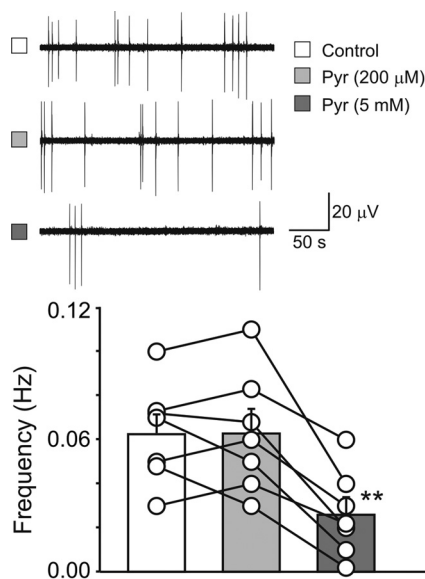 Control
Pyr (200 μM)
Pyr (5 mM)
20 μV
50 s
0.12
0.06
0.00
Frequency (Hz)
**